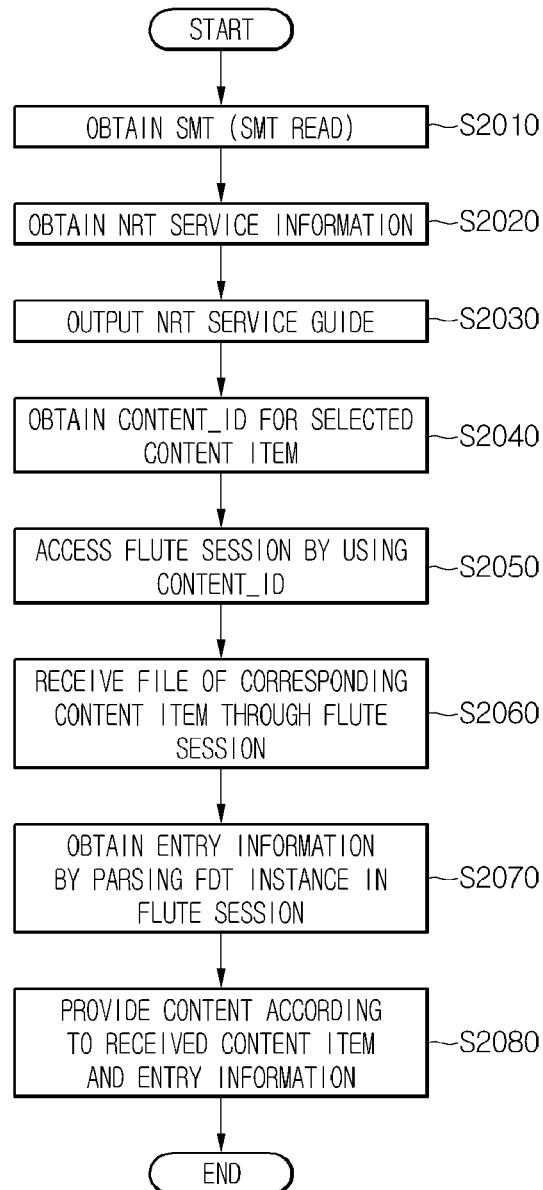 START
OBTAIN SMT (SMT READ)
S2010
OBTAIN NRT SERVICE INFORMATION
S2020
OUTPUT NRT SERVICE GUIDE
S2030
OBTAIN CONTENT_ID FOR SELECTED
CONTENT ITEM
S2040
ACCESS FLUTE SESSION BY USING
CONTENT_ID
S2050
RECEIVE FILE OF CORRESPONDING
CONTENT ITEM THROUGH FLUTE
SESSION
S2060
OBTAIN ENTRY INFORMATION
BY PARSING FDT INSTANCE IN
FLUTE SESSION
S2070
PROVIDE CONTENT ACCORDING
TO RECEIVED CONTENT ITEM
AND ENTRY INFORMATION
S2080
END